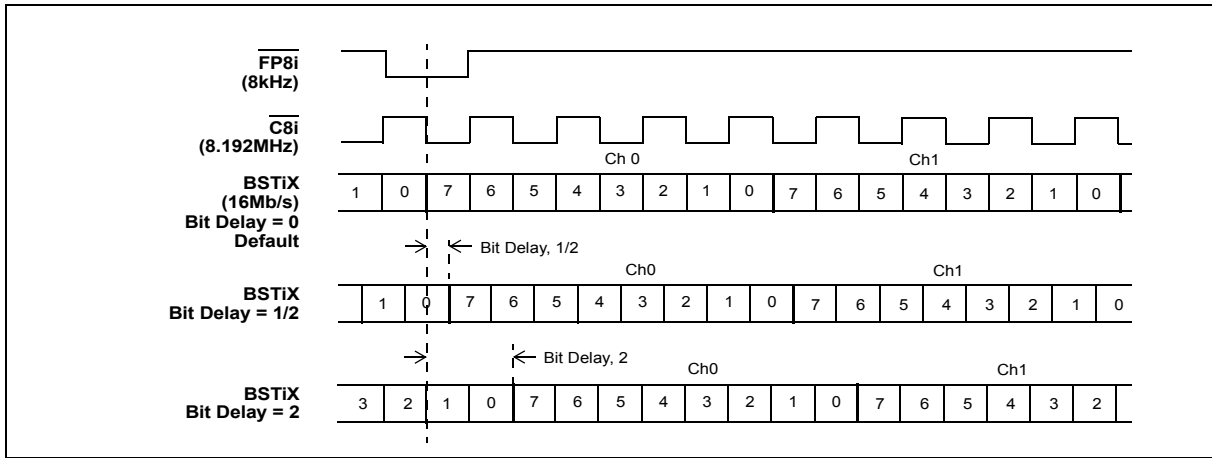 FP8i
(8kHz)
C8i
(8.192MHz)
Ch 0 Ch1
BSTiX
(16Mb/s)
Bit Delay = 0
Default
1 0 7 6 5 4 3 2 1 0 7 6 5 4 3 2 1 0
Bit Delay, 1/2
Ch0 Ch1
BSTiX
Bit Delay = 1/2
1 0 7 6 5 4 3 2 1 0 7 6 5 4 3 2 1 0
Bit Delay, 2
Ch0 Ch1
BSTiX
Bit Delay = 2
3 2 1 0 7 6 5 4 3 2 1 0 7 6 5 4 3 2